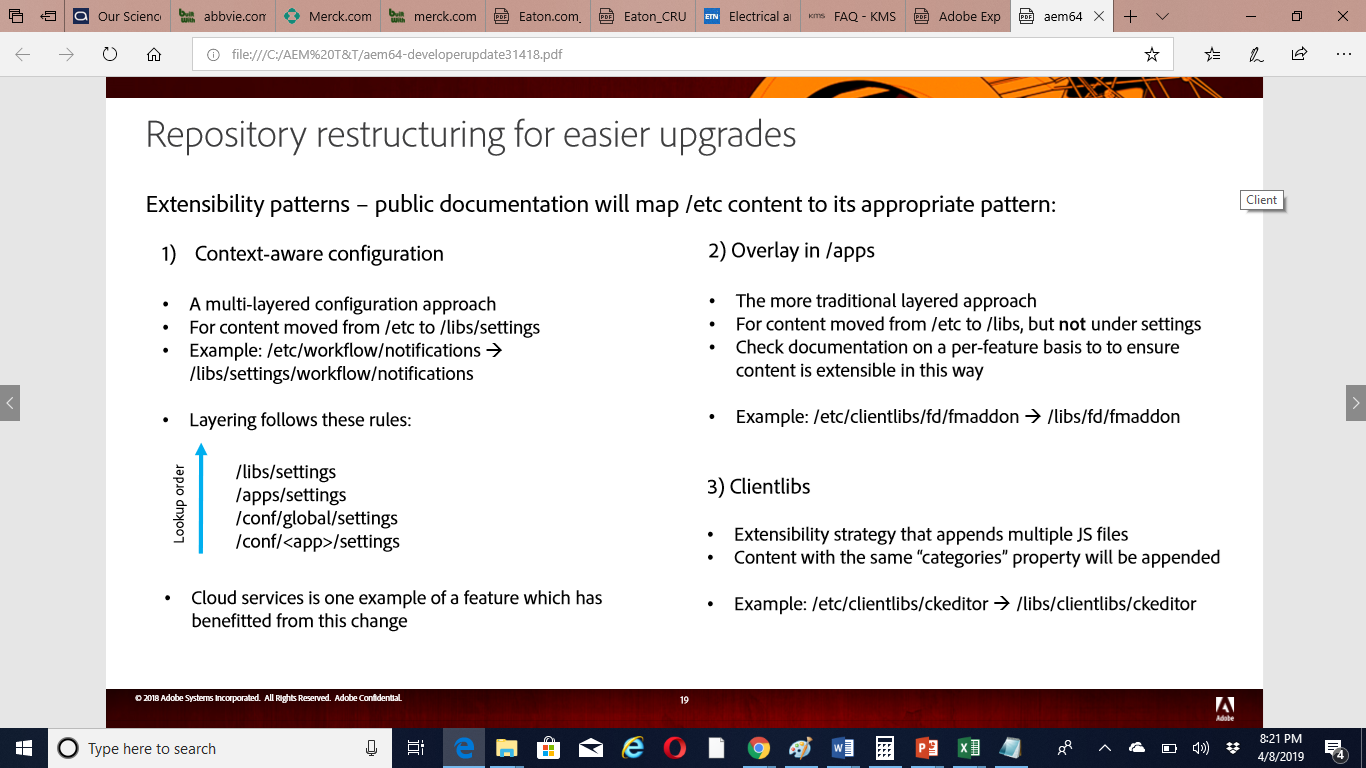 Our Scienc
abbvie.com
Merck.com
merck.com
Eaton.com_
Eaton_CRU
ETN Electrical a
KMS FAQ - KMS
Adobe Exp
aem64
file:///C:/AEM%20T&T/aem64-developerupdate31418.pdf
Repository restructuring for easier upgrades
Client
Extensibility patterns – public documentation will map /etc content to its appropriate pattern:
1) Context-aware configuration
• A multi-layered configuration approach
• For content moved from /etc to /libs/settings
• Example: /etc/workflow/notifications →
/libs/settings/workflow/notifications
• Layering follows these rules:
Lookup order
/libs/settings
/apps/settings
/conf/global/settings
/conf/<app>/settings
• Cloud services is one example of a feature which has
benefitted from this change
2) Overlay in /apps
• The more traditional layered approach
• For content moved from /etc to /libs, but not under settings
• Check documentation on a per-feature basis to to ensure
content is extensible in this way
• Example: /etc/clientlibs/fd/fmaddon → /libs/fd/fmaddon
3) Clientlibs
• Extensibility strategy that appends multiple JS files
• Content with the same “categories” property will be appended
• Example: /etc/clientlibs/ckeditor → /libs/clientlibs/ckeditor
© 2018 Adobe Systems Incorporated. All Rights Reserved. Adobe Confidential.
19
Adobe
Type here to search
8:21 PM
4/8/2019
4